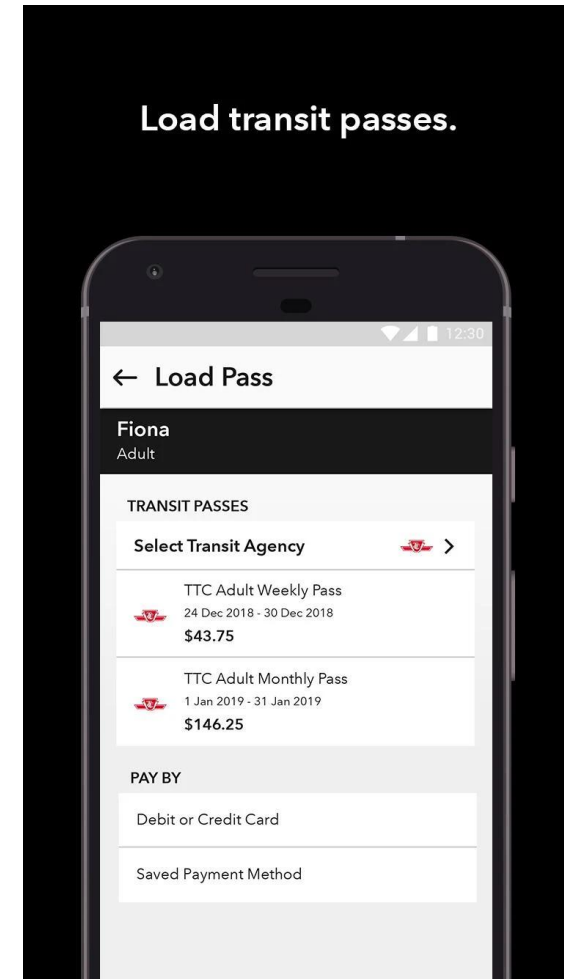 Load transit passes.
12:30
Load Pass
Fiona
Adult
TRANSIT PASSES
Select Transit Agency
TTC Adult Weekly Pass
24 Dec 2018 - 30 Dec 2018
$43.75
TTC Adult Monthly Pass
1 Jan 2019 - 31 Jan 2019
$146.25
PAY BY
Debit or Credit Card
Saved Payment Method